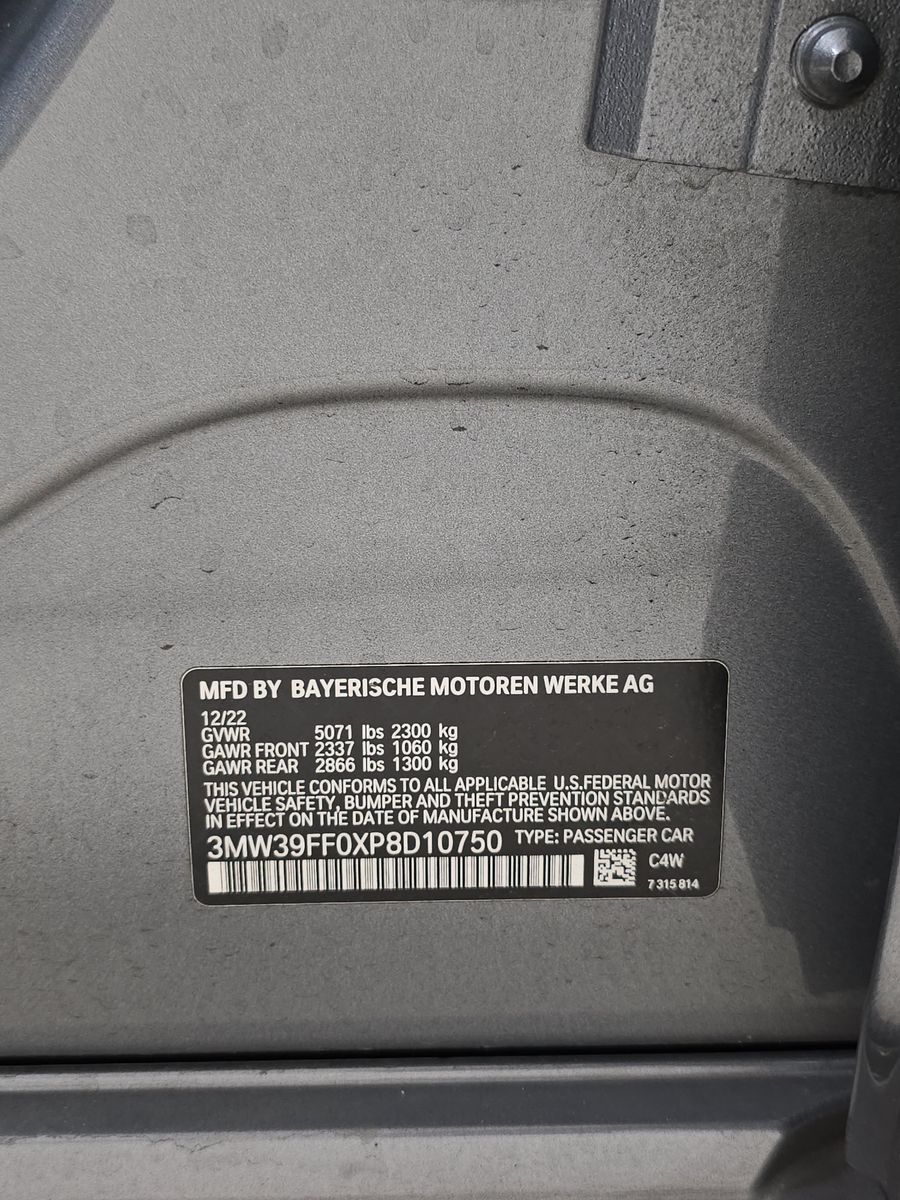 MFD BY BAYERISCHE MOTOREN WERKE AG
12/22
GVWR 5071 lbs 2300 kg
GAWR FRONT 2337 lbs 1060 kg
GAWR REAR 2866 lbs 1300 kg
THIS VEHICLE CONFORMS TO ALL APPLICABLE U.S.FEDERAL MOTOR
VEHICLE SAFETY, BUMPER AND THEFT PREVENTION STANDARDS
IN EFFECT ON THE DATE OF MANUFACTURE SHOWN ABOVE.
3MW39FF0XP8D10750 TYPE: PASSENGER CAR
C4W
7 315 814